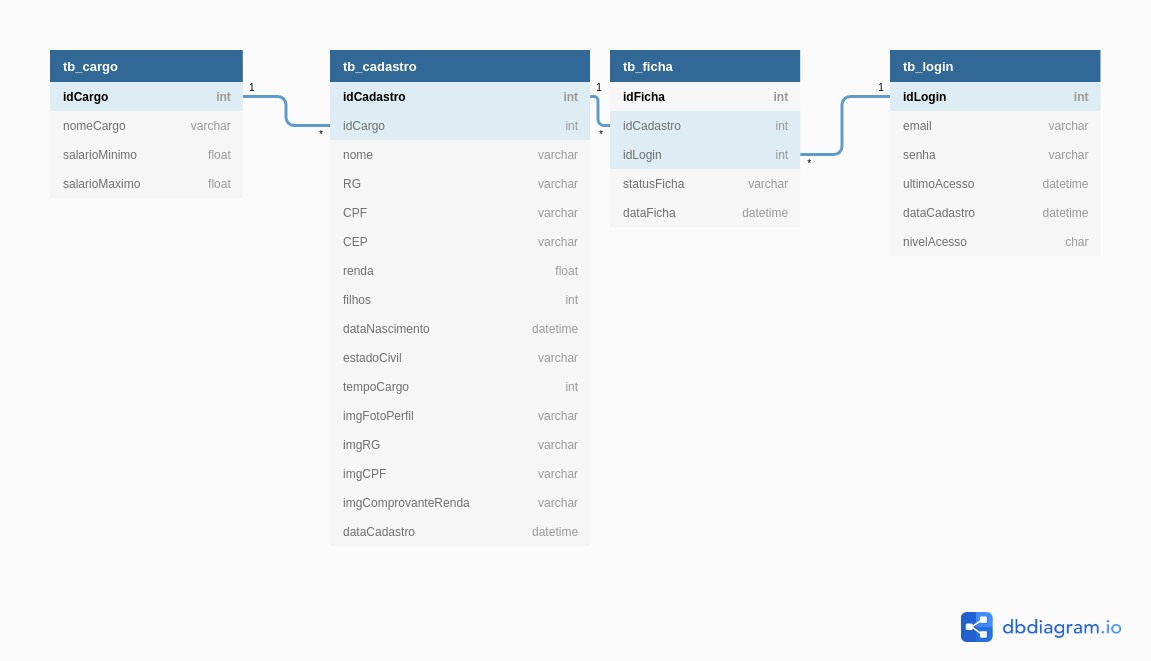 tb_cargo
idCargo int
nomeCargo varchar
salarioMinimo float
salarioMaximo float
1
*
tb_cadastro
idCadastro int
idCargo int
nome varchar
RG varchar
CPF varchar
CEP varchar
renda float
filhos int
dataNascimento datetime
estadoCivil varchar
tempoCargo int
imgFotoPerfil varchar
imgRG varchar
imgCPF varchar
imgComprovanteRenda varchar
dataCadastro datetime
1
*
tb_ficha
idFicha int
idCadastro int
idLogin int
statusFicha varchar
dataFicha datetime
*
1
tb_login
idLogin int
email varchar
senha varchar
ultimoAcesso datetime
dataCadastro datetime
nivelAcesso char
dbdiagram.io